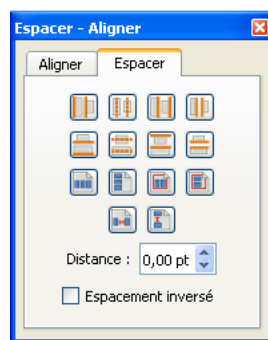 Espacer - Aligner
Aligner Espacer
Distance : 0,00 pt
Espacement inversé